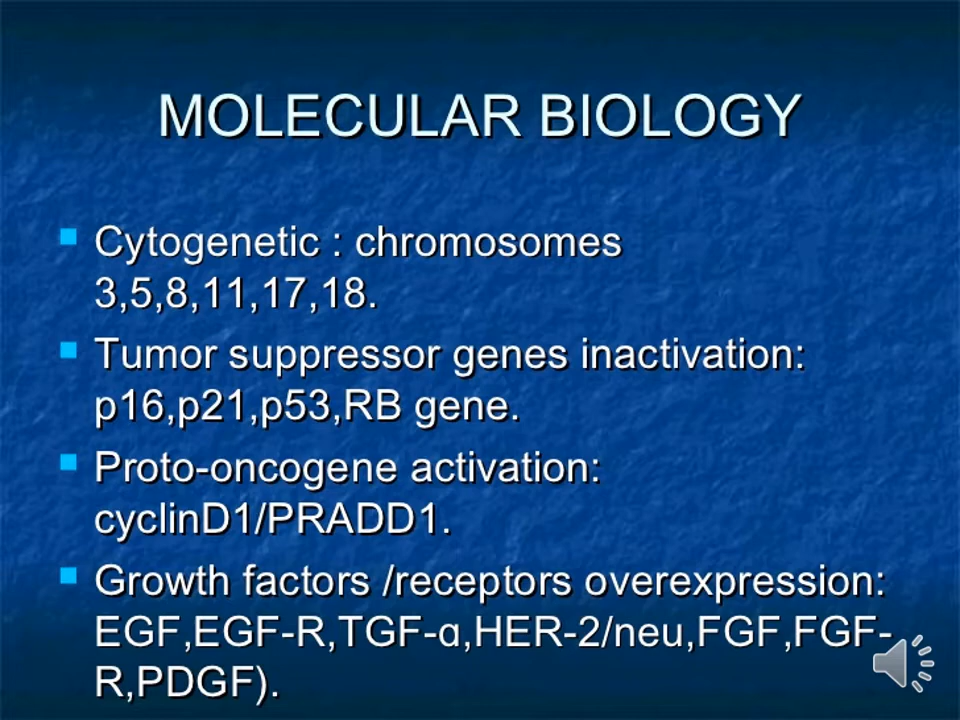 MOLECULAR BIOLOGY
Cytogenetic : chromosomes
3,5,8,11,17,18.
Tumor suppressor genes inactivation:
p16,p21,p53,RB gene.
Proto-oncogene activation:
cyclinD1/PRADD1.
Growth factors /receptors overexpression:
EGF,EGF-R,TGF-α,HER-2/neu,FGF,FGF-
R,PDGF).